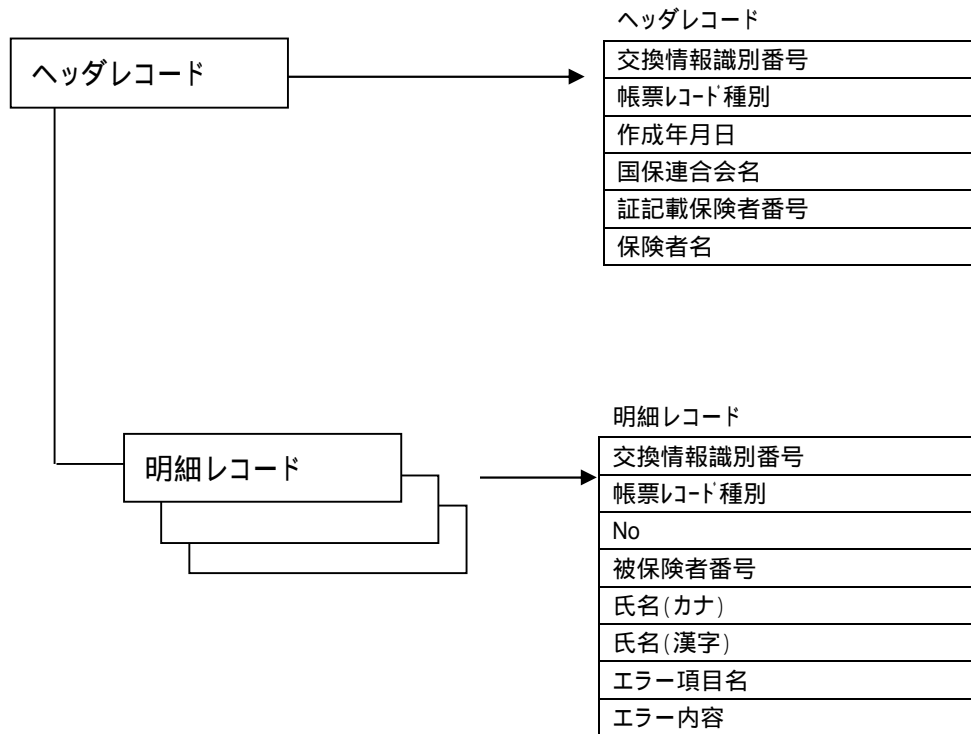 ヘッダレコード
ヘッダレコード
交換情報識別番号
帳票ﾚｺｰﾄﾞ種別
作成年月日
国保連合会名
証記載保険者番号
保険者名
明細レコード
明細レコード
交換情報識別番号
帳票ﾚｺｰﾄﾞ種別
No
被保険者番号
氏名(カナ)
氏名(漢字)
エラー項目名
エラー内容